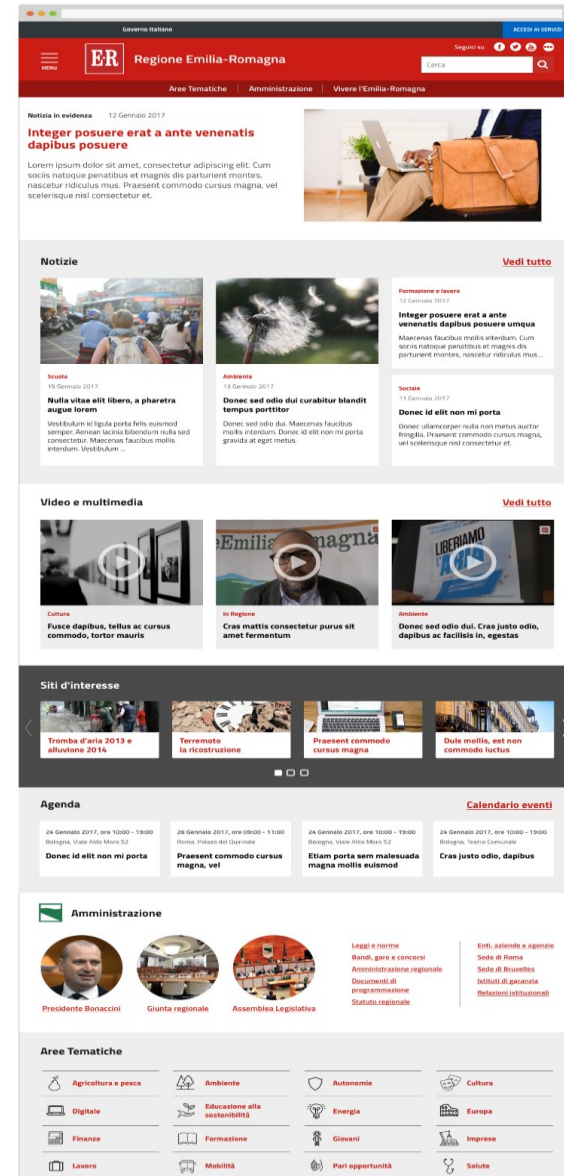 Governo Italiano
ACCEDI AI SERVIZI
MENU
E·R
Regione Emilia-Romagna
Seguici su
Cerca
Aree Tematiche | Amministrazione | Vivere l'Emilia-Romagna
Notizia in evidenza 12 Gennaio 2017
Integer posuere erat a ante venenatis
dapibus posuere
Lorem ipsum dolor sit amet, consectetur adipiscing elit. Cum
sociis natoque penatibus et magnis dis parturient montes,
nascetur ridiculus mus. Praesent commodo cursus magna, vel
scelerisque nisl consectetur et.
Notizie
Vedi tutto
Scuola
15 Gennaio 2017
Nulla vitae elit libero, a pharetra
augue lorem
Vestibulum id ligula porta felis euismod
semper. Aenean lacinia bibendum nulla sed
consectetur. Maecenas faucibus mollis
interdum. Vestibulum ...
Ambiente
13 Gennaio 2017
Donec sed odio dui curabitur blandit
tempus porttitor
Donec sed odio dui. Maecenas faucibus
mollis interdum. Donec id elit non mi porta
gravida at eget metus.
Formazione e lavoro
12 Gennaio 2017
Integer posuere erat a ante
venenatis dapibus posuere umqua
Maecenas faucibus mollis interdum. Cum
sociis natoque penatibus et magnis dis
parturient montes, nascetur ridiculus mus...
Sociale
11 Gennaio 2017
Donec id elit non mi porta
Donec ullamcorper nulla non metus auctor
fringilla. Praesent commodo cursus magna,
vel scelerisque nisl consectetur et.
Video e multimedia
Vedi tutto
eEmilia
magna
LIBERIAMO
L'ARIA
Cultura
Fusce dapibus, tellus ac cursus
commodo, tortor mauris
In Regione
Cras mattis consectetur purus sit
amet fermentum
Ambiente
Donec sed odio dui. Cras justo odio,
dapibus ac facilisis in, egestas
Siti d'interesse
Tromba d'aria 2013 e
alluvione 2014
Terremoto
la ricostruzione
Praesent commodo
cursus magna
Duis mollis, est non
commodo luctus
Agenda
Calendario eventi
24 Gennaio 2017, ore 10:00 - 19:00
Bologna, Viale Aldo Moro 52
Donec id elit non mi porta
26 Gennaio 2017, ore 09:00 - 11:00
Roma, Palazo del Quirinale
Praesent commodo cursus
magna, vel
24 Gennaio 2017, ore 10:00 - 19:00
Bologna, Viale Aldo Moro 52
Etiam porta sem malesuada
magna mollis euismod
24 Gennaio 2017, ore 10:00 - 19:00
Bologna, Teatro Comunale
Cras justo odio, dapibus
Amministrazione
Presidente Bonaccini
Giunta regionale
Assemblea Legislativa
Leggi e norme
Bandi, gare e concorsi
Amministrazione regionale
Documenti di
programmazione
Statuto regionale
Enti, aziende e agenzie
Sede di Roma
Sede di Bruxelles
Istituti di garanzia
Relazioni istituzionali
Aree Tematiche
Agricoltura e pesca
Ambiente
Autonomie
Cultura
Digitale
Educazione alla
sostenibilità
Energia
Europa
Finanze
Formazione
Giovani
Imprese
Lavoro
Mobilità
Pari opportunità
Salute